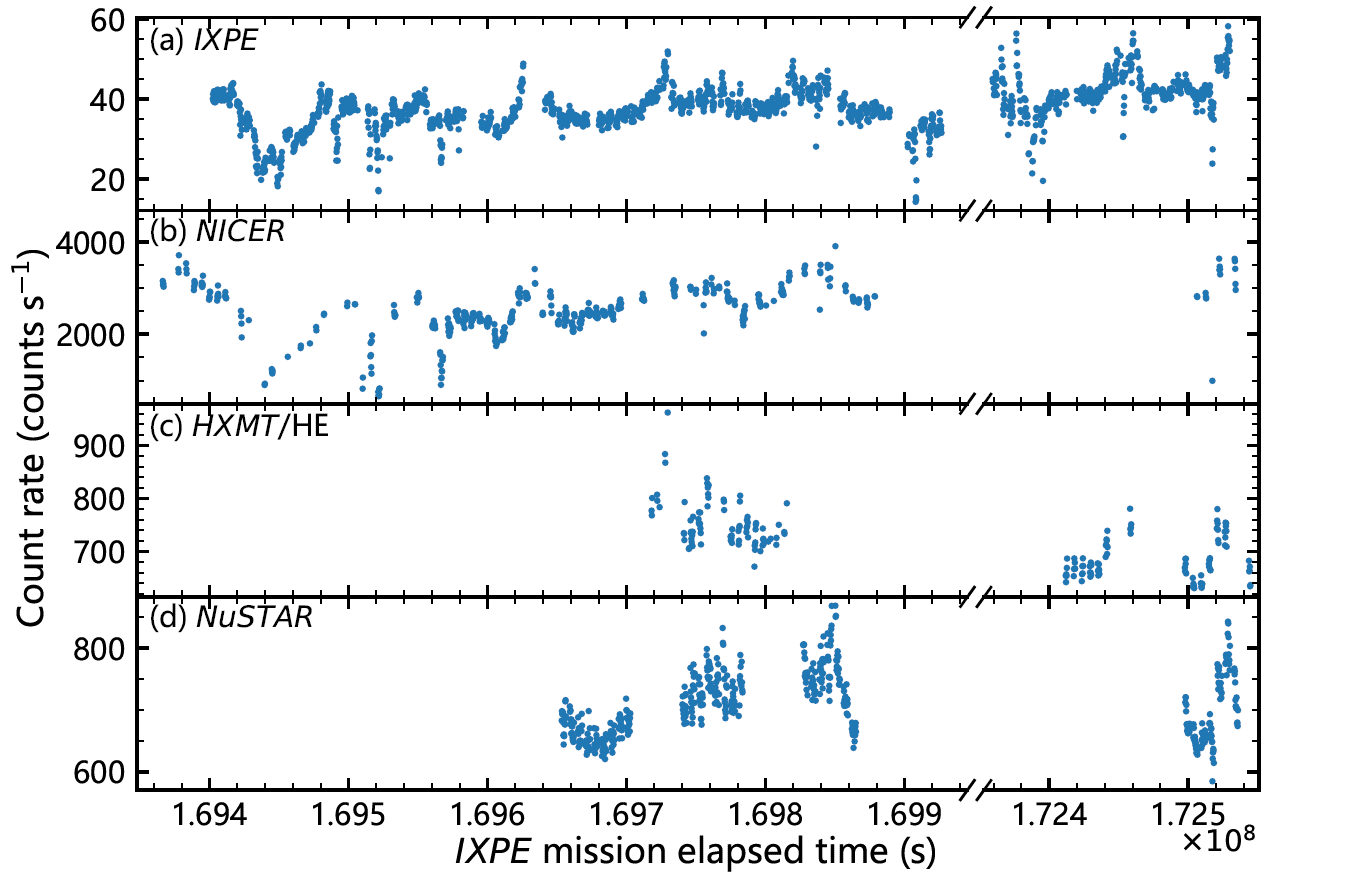 (a) IXPE
60
40
20
(b) NICER
4000
2000
(c) HXMT/HE
900
800
700
(d) NuSTAR
800
600
Count rate (counts s⁻¹)
1.694 1.695 1.696 1.697 1.698 1.699 1.724 1.725
×10⁸
IXPE mission elapsed time (s)